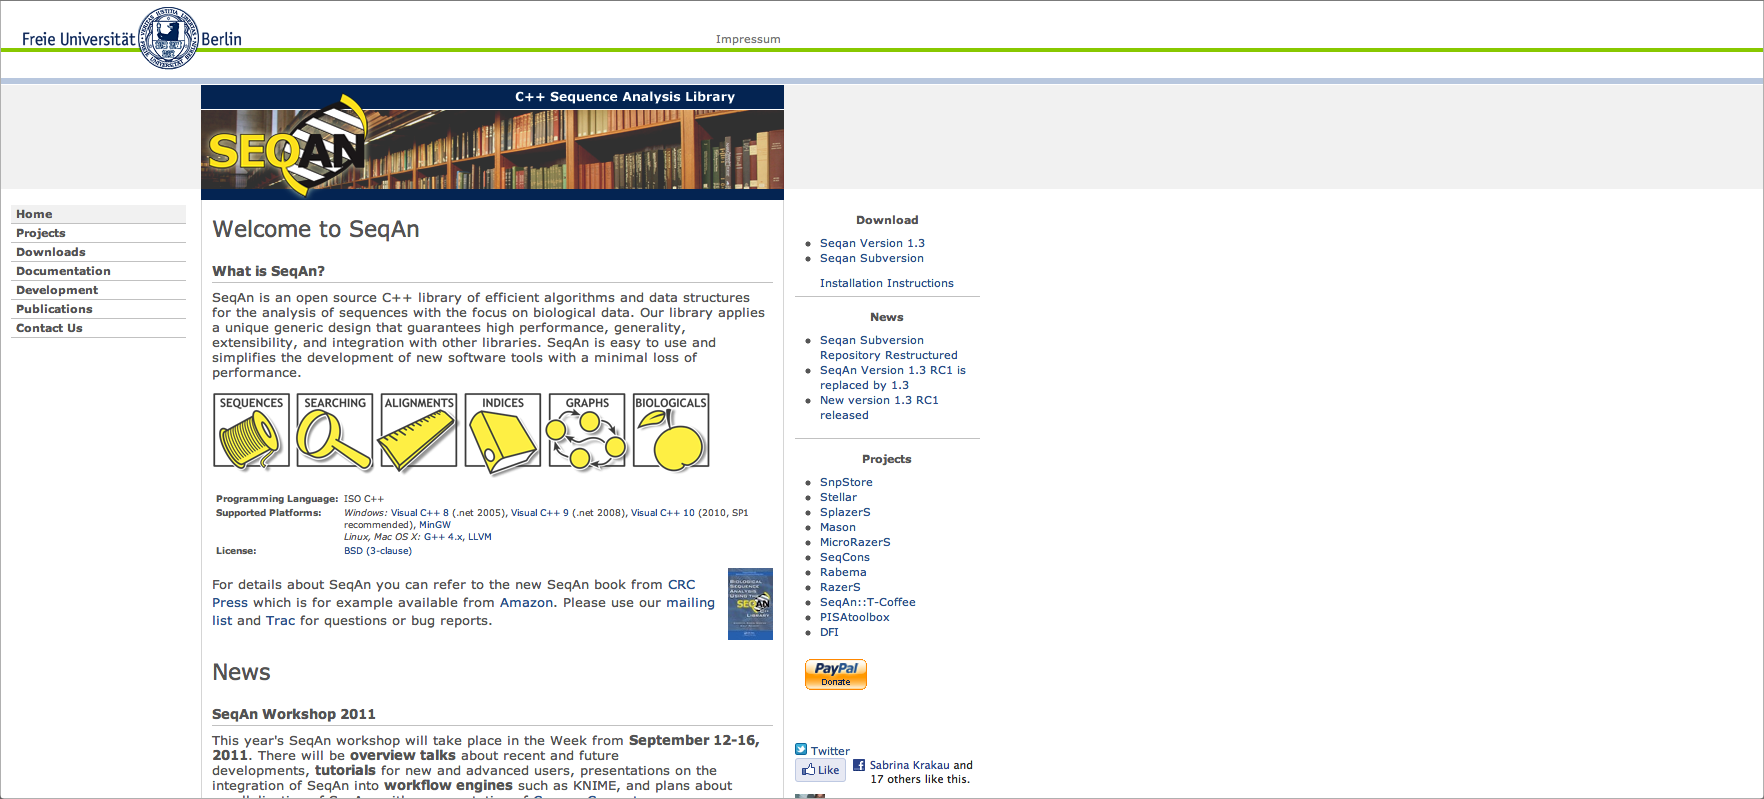 Freie Universität Berlin
Impressum
C++ Sequence Analysis Library
SEQAN
Home
Projects
Downloads
Documentation
Development
Publications
Contact Us
Welcome to SeqAn
What is SeqAn?
SeqAn is an open source C++ library of efficient algorithms and data structures
for the analysis of sequences with the focus on biological data. Our library applies
a unique generic design that guarantees high performance, generality,
extensibility, and integration with other libraries. SeqAn is easy to use and
simplifies the development of new software tools with a minimal loss of
performance.
SEQUENCES SEARCHING ALIGNMENTS INDICES GRAPHS BIOLOGICALS
Programming Language: ISO C++
Supported Platforms: Windows: Visual C++ 8 (.net 2005), Visual C++ 9 (.net 2008), Visual C++ 10 (2010, SP1
recommended), MinGW
Linux, Mac OS X: G++ 4.x, LLVM
License: BSD (3-clause)
For details about SeqAn you can refer to the new SeqAn book from CRC
Press which is for example available from Amazon. Please use our mailing
list and Trac for questions or bug reports.
BIOLOGICAL
SEQUENCE
ANALYSIS
USING THE
SEQAN
C++
LIBRARY
News
SeqAn Workshop 2011
This year's SeqAn workshop will take place in the Week from September 12-16,
2011. There will be overview talks about recent and future
developments, tutorials for new and advanced users, presentations on the
integration of SeqAn into workflow engines such as KNIME, and plans about
Download
Seqan Version 1.3
Seqan Subversion
Installation Instructions
News
Seqan Subversion
Repository Restructured
SeqAn Version 1.3 RC1 is
replaced by 1.3
New version 1.3 RC1
released
Projects
SnpStore
Stellar
SplazerS
Mason
MicroRazerS
SeqCons
Rabema
RazerS
SeqAn::T-Coffee
PISAtoolbox
DFI
PayPal
Donate
Twitter
Like
Sabrina Krakau and
17 others like this.